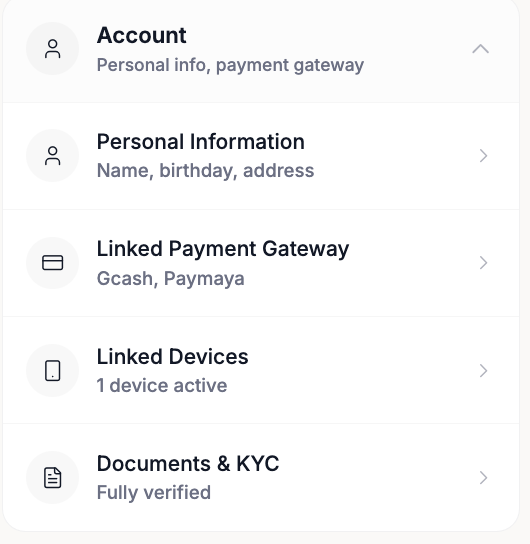 Account
Personal info, payment gateway
Personal Information
Name, birthday, address
Linked Payment Gateway
Gcash, Paymaya
Linked Devices
1 device active
Documents & KYC
Fully verified